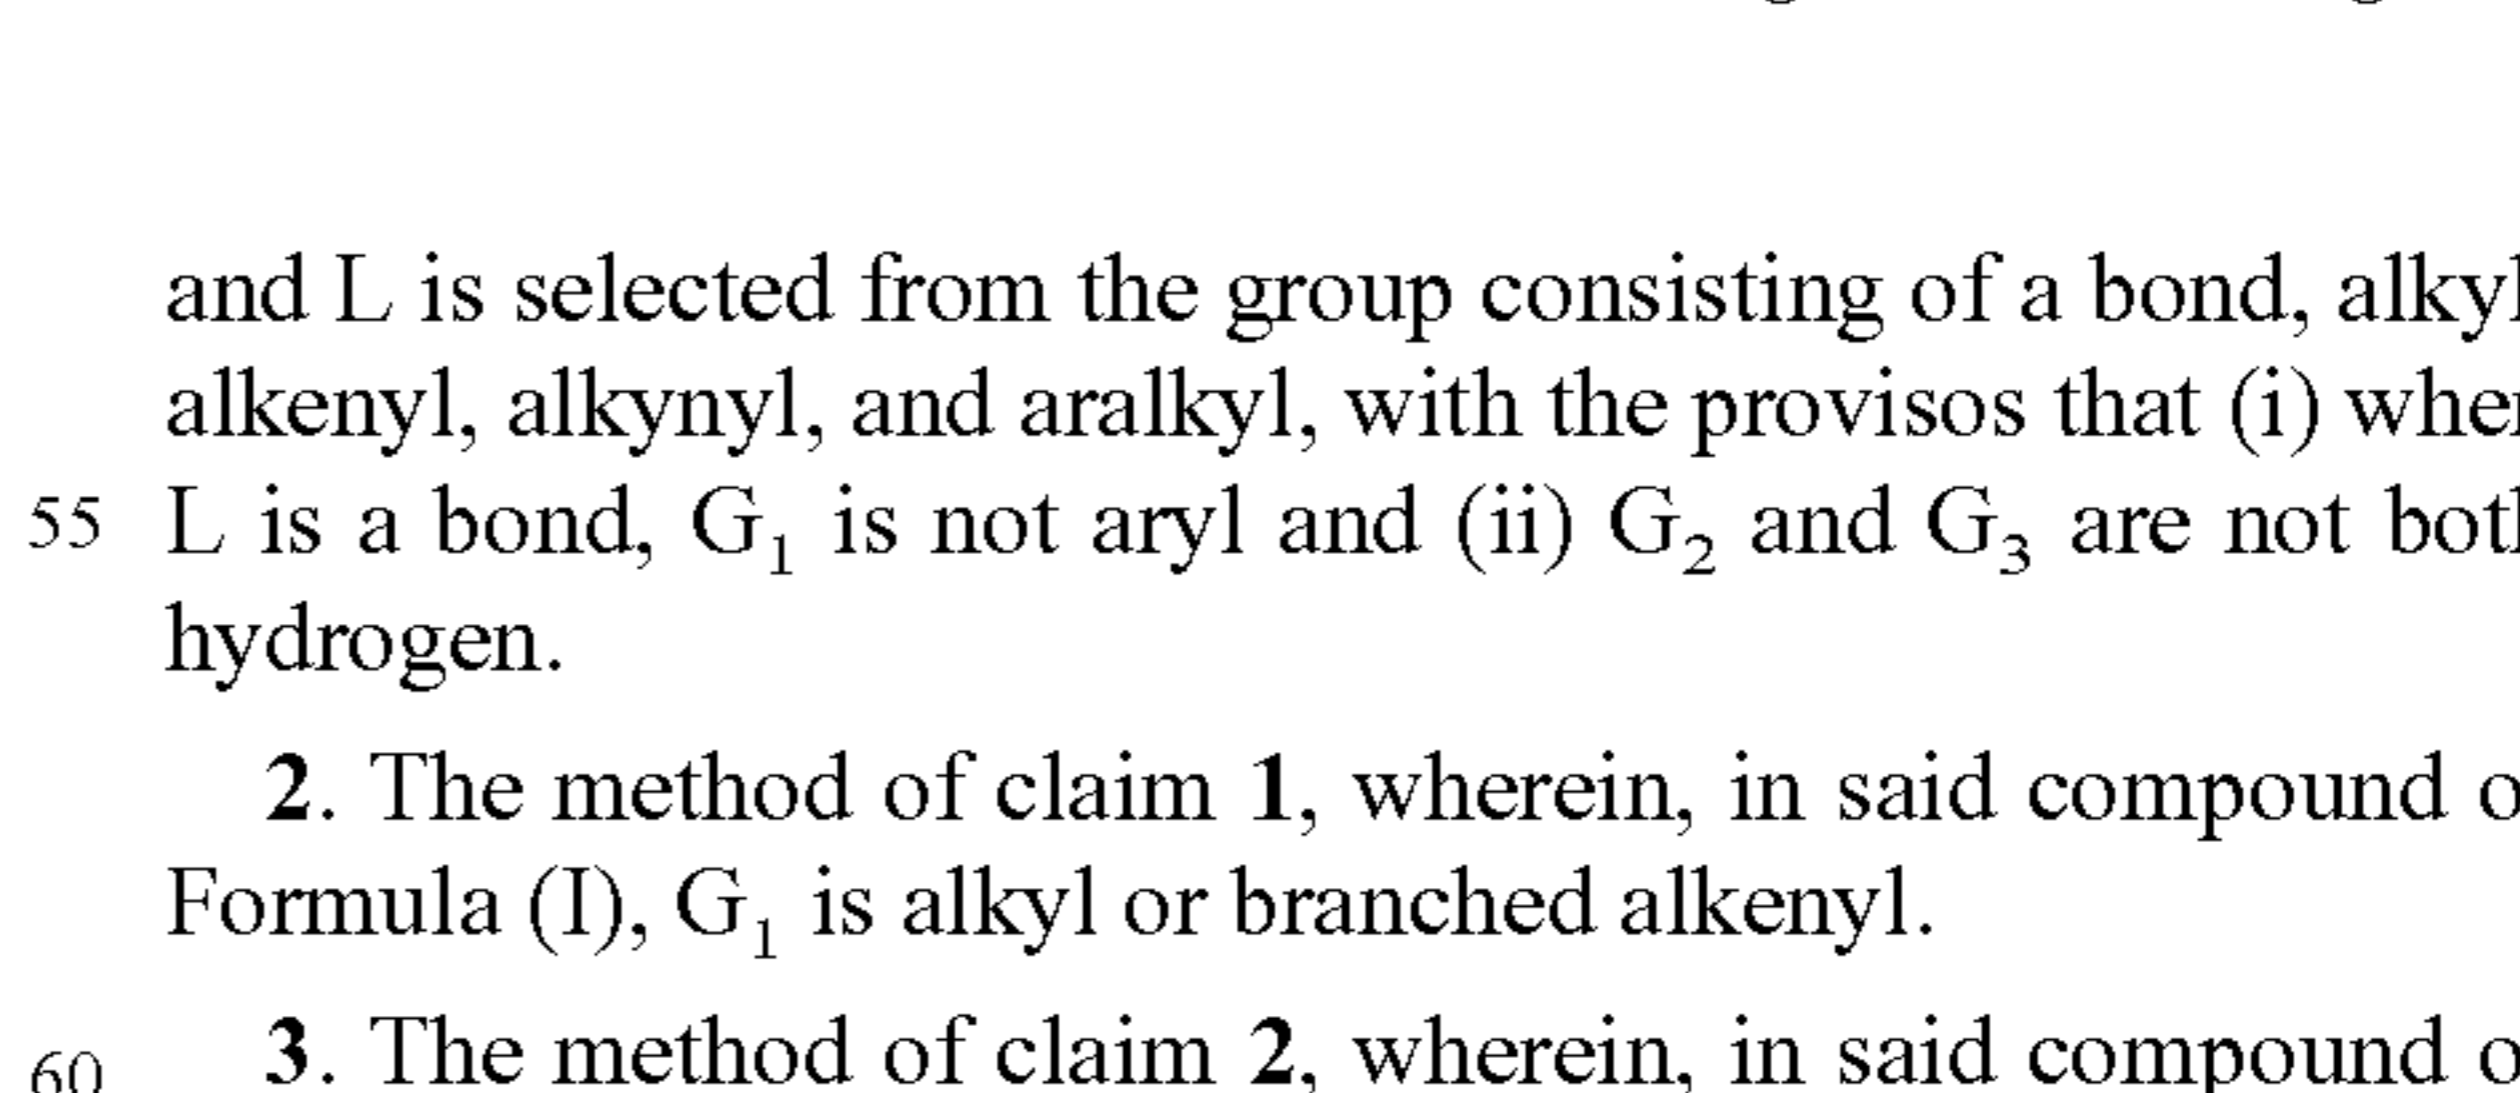 and L is selected from the group consisting of a bond, alkyl
alkenyl, alkynyl, and aralkyl, with the provisos that (i) when
55 L is a bond, G₁ is not aryl and (ii) G₂ and G₃ are not both
hydrogen.
2. The method of claim 1, wherein, in said compound
Formula (I), G₁ is alkyl or branched alkenyl.
60 3. The method of claim 2, wherein, in said compound